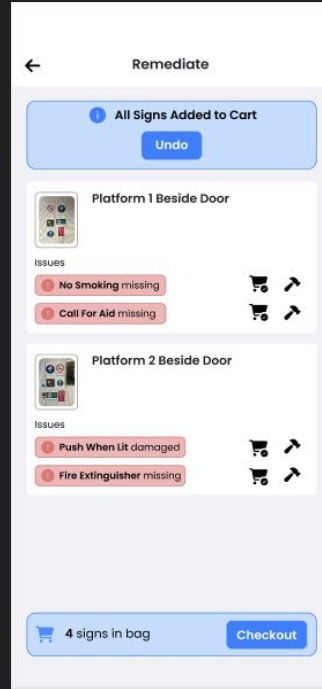 Remediate
All Signs Added to Cart
Undo
Platform 1 Beside Door
Issues
No Smoking missing
Call For Aid missing
Platform 2 Beside Door
Issues
Push When Lit damaged
Fire Extinguisher missing
4 signs in bag
Checkout